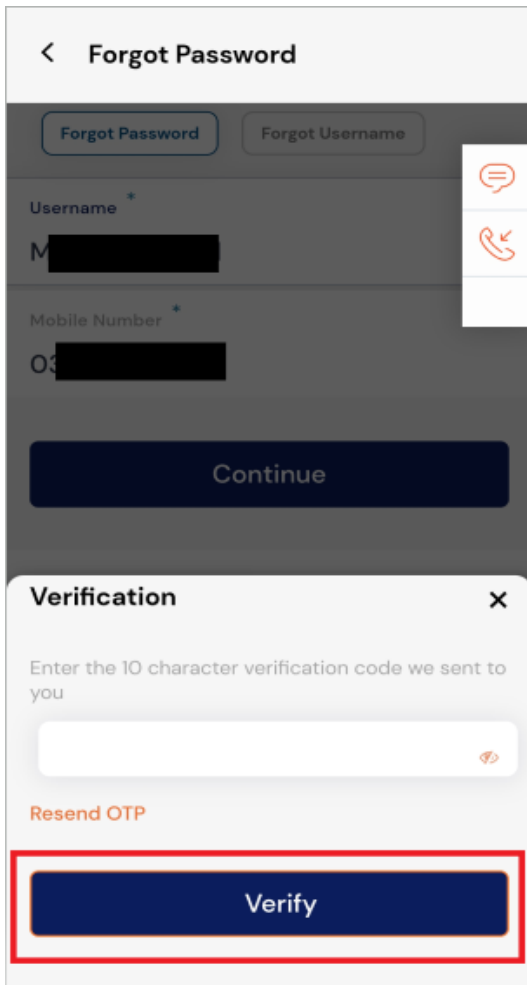 Forgot Password
Forgot Password Forgot Username
Username *
M
Mobile Number *
03
Continue
Verification
Enter the 10 character verification code we sent to
you
Resend OTP
Verify